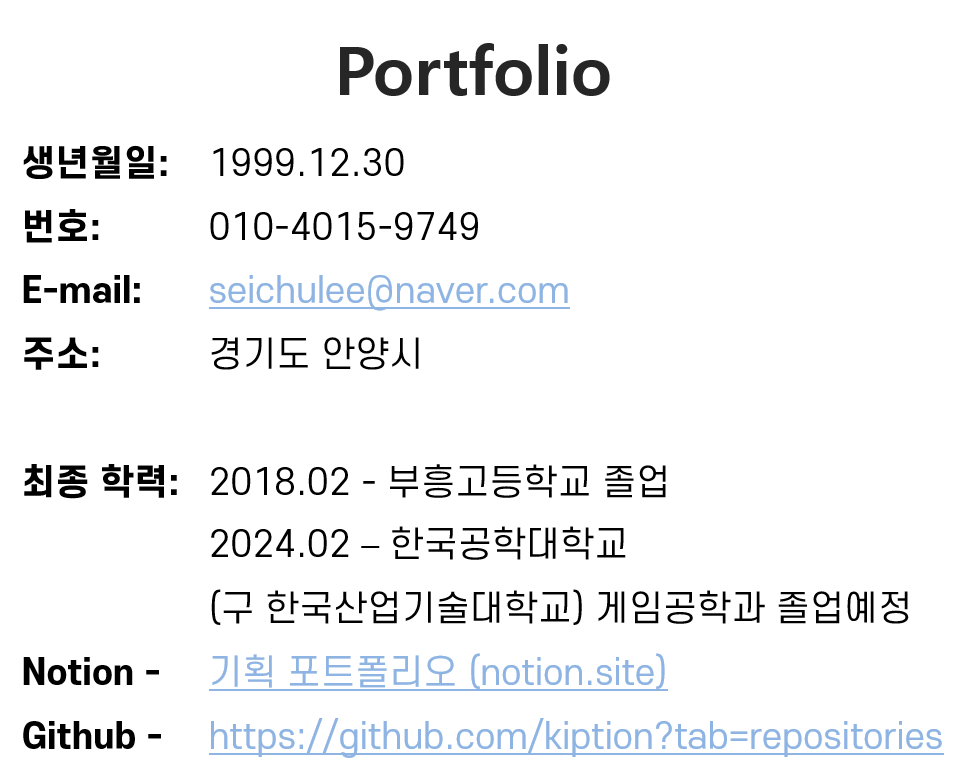 Portfolio
생년월일: 1999.12.30
번호: 010-4015-9749
E-mail: seichulee@naver.com
주소: 경기도 안양시
최종 학력: 2018.02 - 부흥고등학교 졸업
2024.02 – 한국공학대학교
(구 한국산업기술대학교) 게임공학과 졸업예정
Notion - 기획 포트폴리오 (notion.site)
Github - https://github.com/kiption?tab=repositories